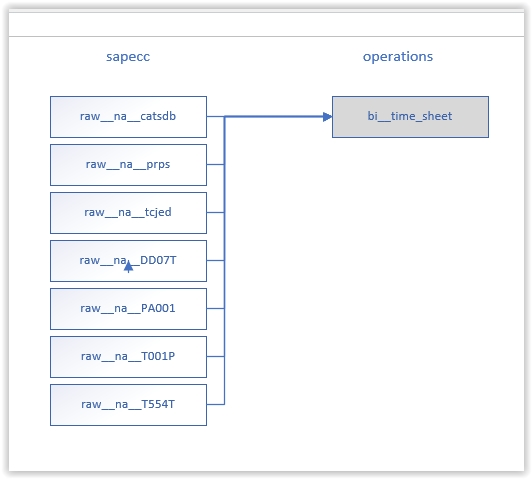 sapecc
operations
raw__na__catsdb
bi__time_sheet
raw__na__prps
raw__na__tcjed
raw__na__DD07T
raw__na__PA001
raw__na__T001P
raw__na__T554T